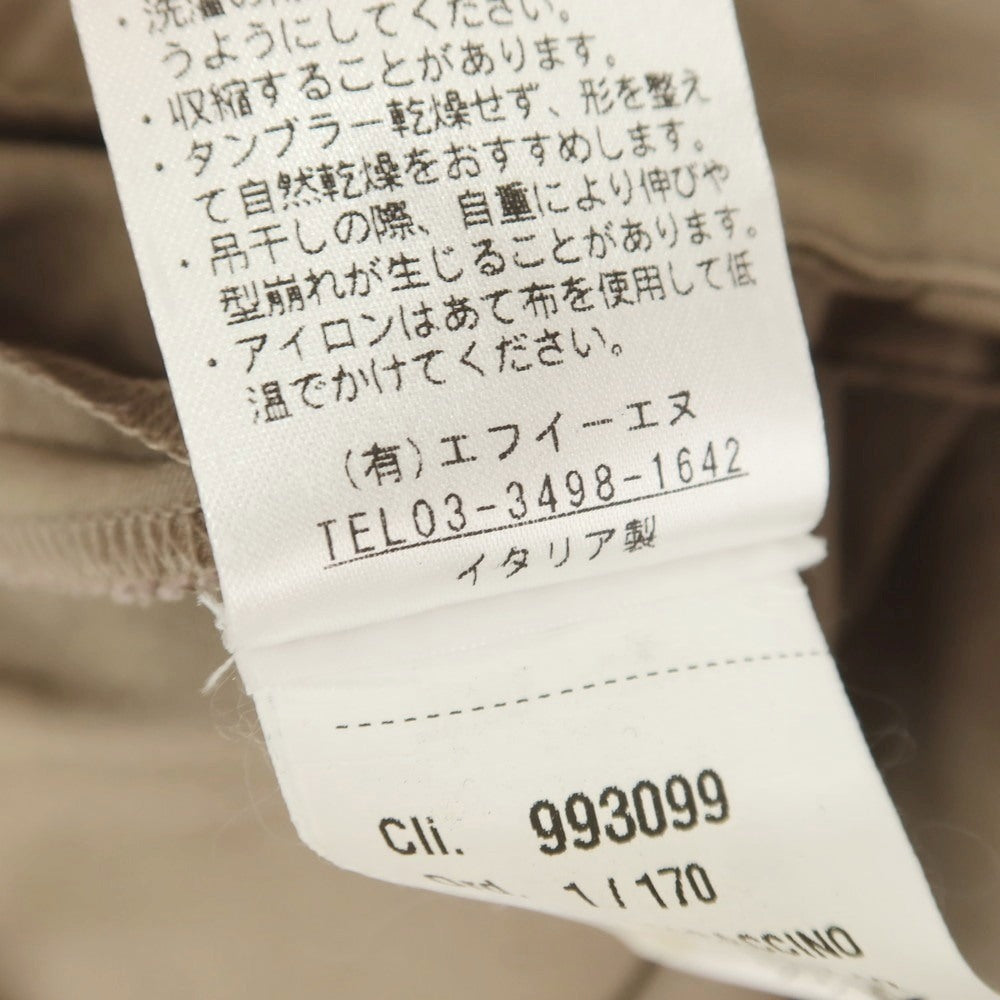 ・洗濯の
うようにしてください。
・収縮することがあります。
・タンブラー乾燥せず、形を整え
て自然乾燥をおすすめします。
・吊干しの際、自重により伸びや
型崩れが生じることがあります。
・アイロンはあて布を使用して低
温でかけてください。
(有)エフイーエヌ
TEL03-3498-1642
イタリア製
Cli. 993099
1/170